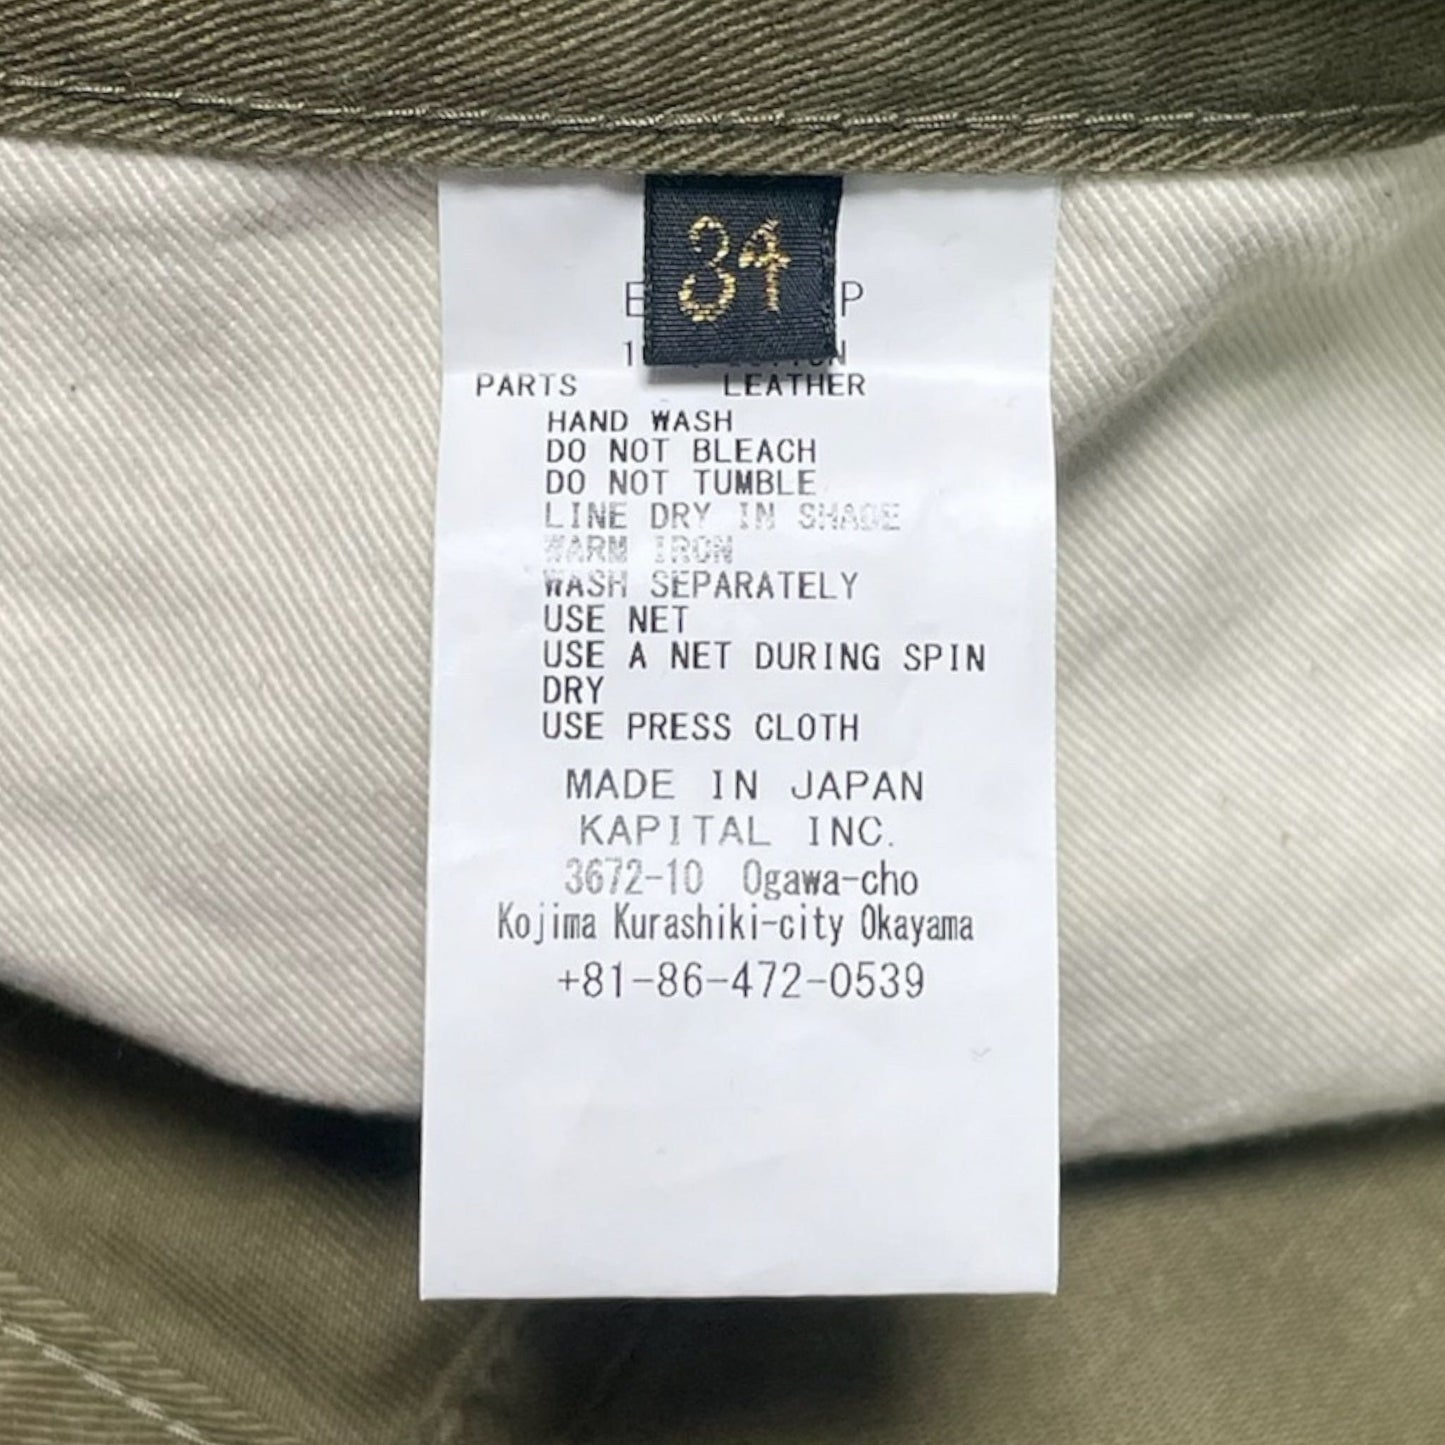 34
PARTS LEATHER
HAND WASH
DO NOT BLEACH
DO NOT TUMBLE
LINE DRY IN SHADE
WARM IRON
WASH SEPARATELY
USE NET
USE A NET DURING SPIN
DRY
USE PRESS CLOTH
MADE IN JAPAN
KAPITAL INC.
3672-10 Ogawa-cho
Kojima Kurashiki-city Okayama
+81-86-472-0539